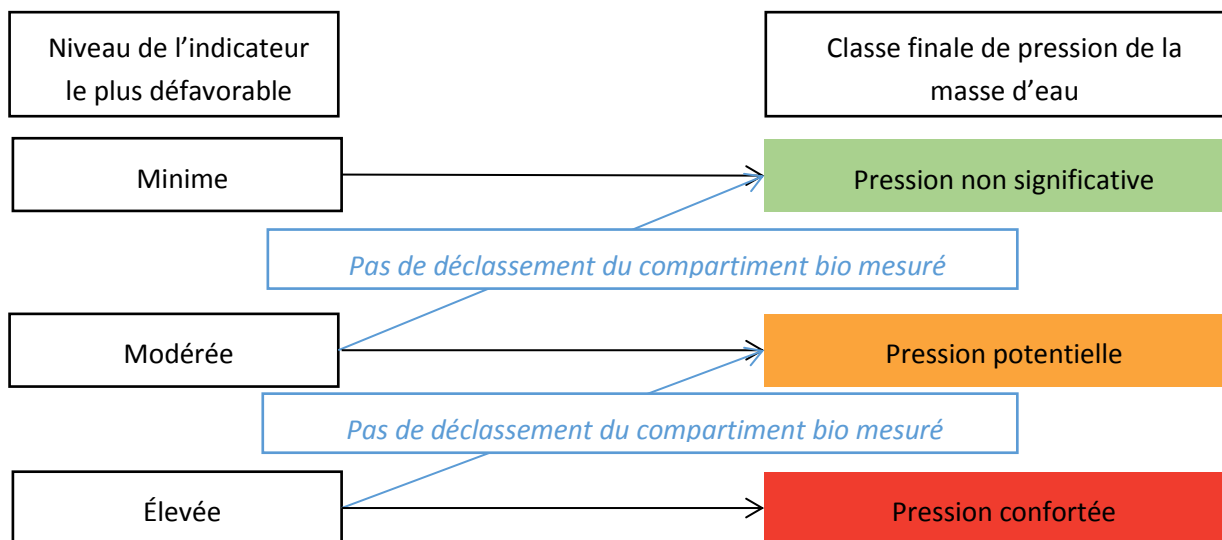 Niveau de l’indicateur
le plus défavorable
Classe finale de pression de la
masse d’eau
Minime
Pression non significative
Pas de déclassement du compartiment bio mesuré
Modérée
Pression potentielle
Pas de déclassement du compartiment bio mesuré
Élevée
Pression confortée